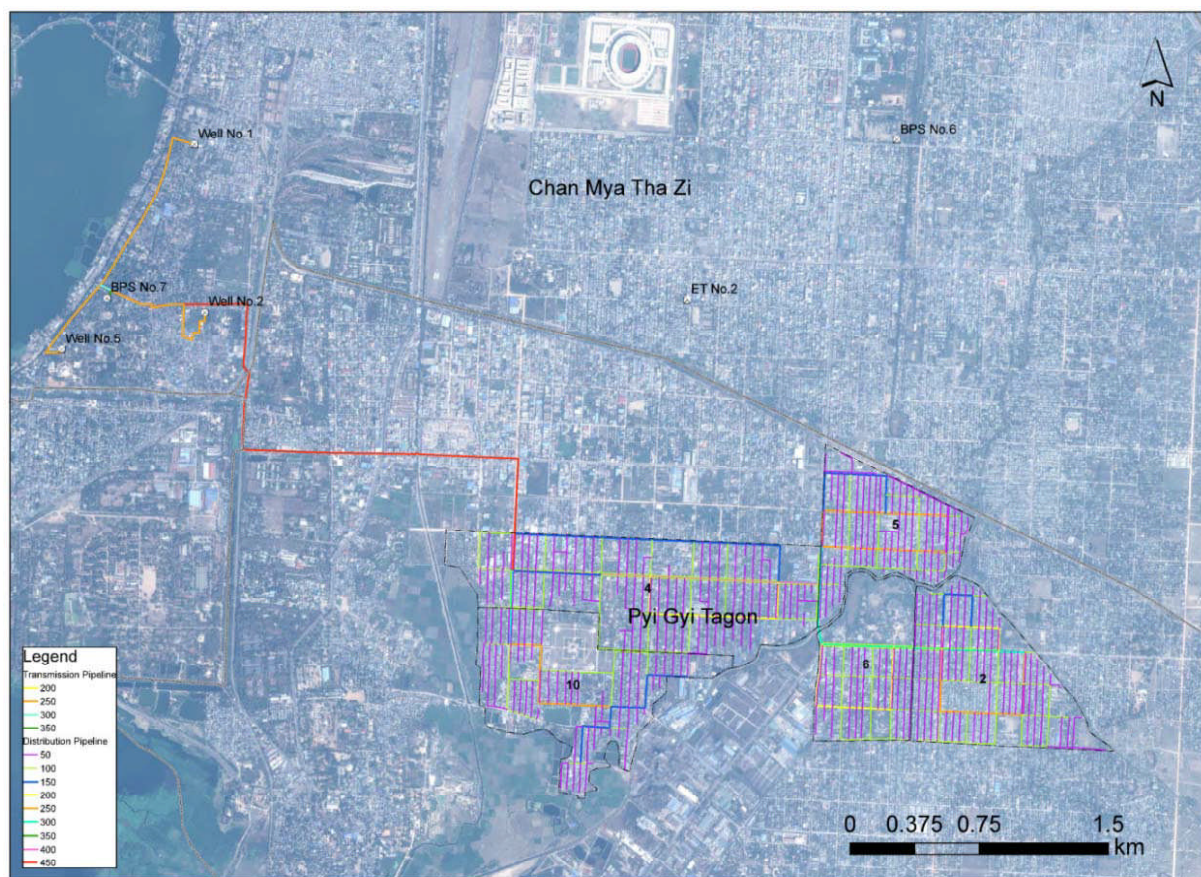 N
Well No.1
BPS No.6
Chan Mya Tha Zi
BPS No.7
Well No.2
ET No.2
Well No.5
5
4
Pyi Gyi Tagon
6
2
10
Legend
Transmission Pipeline
200
250
300
350
Distribution Pipeline
50
100
150
200
250
300
350
400
450
0 0.375 0.75 1.5
km